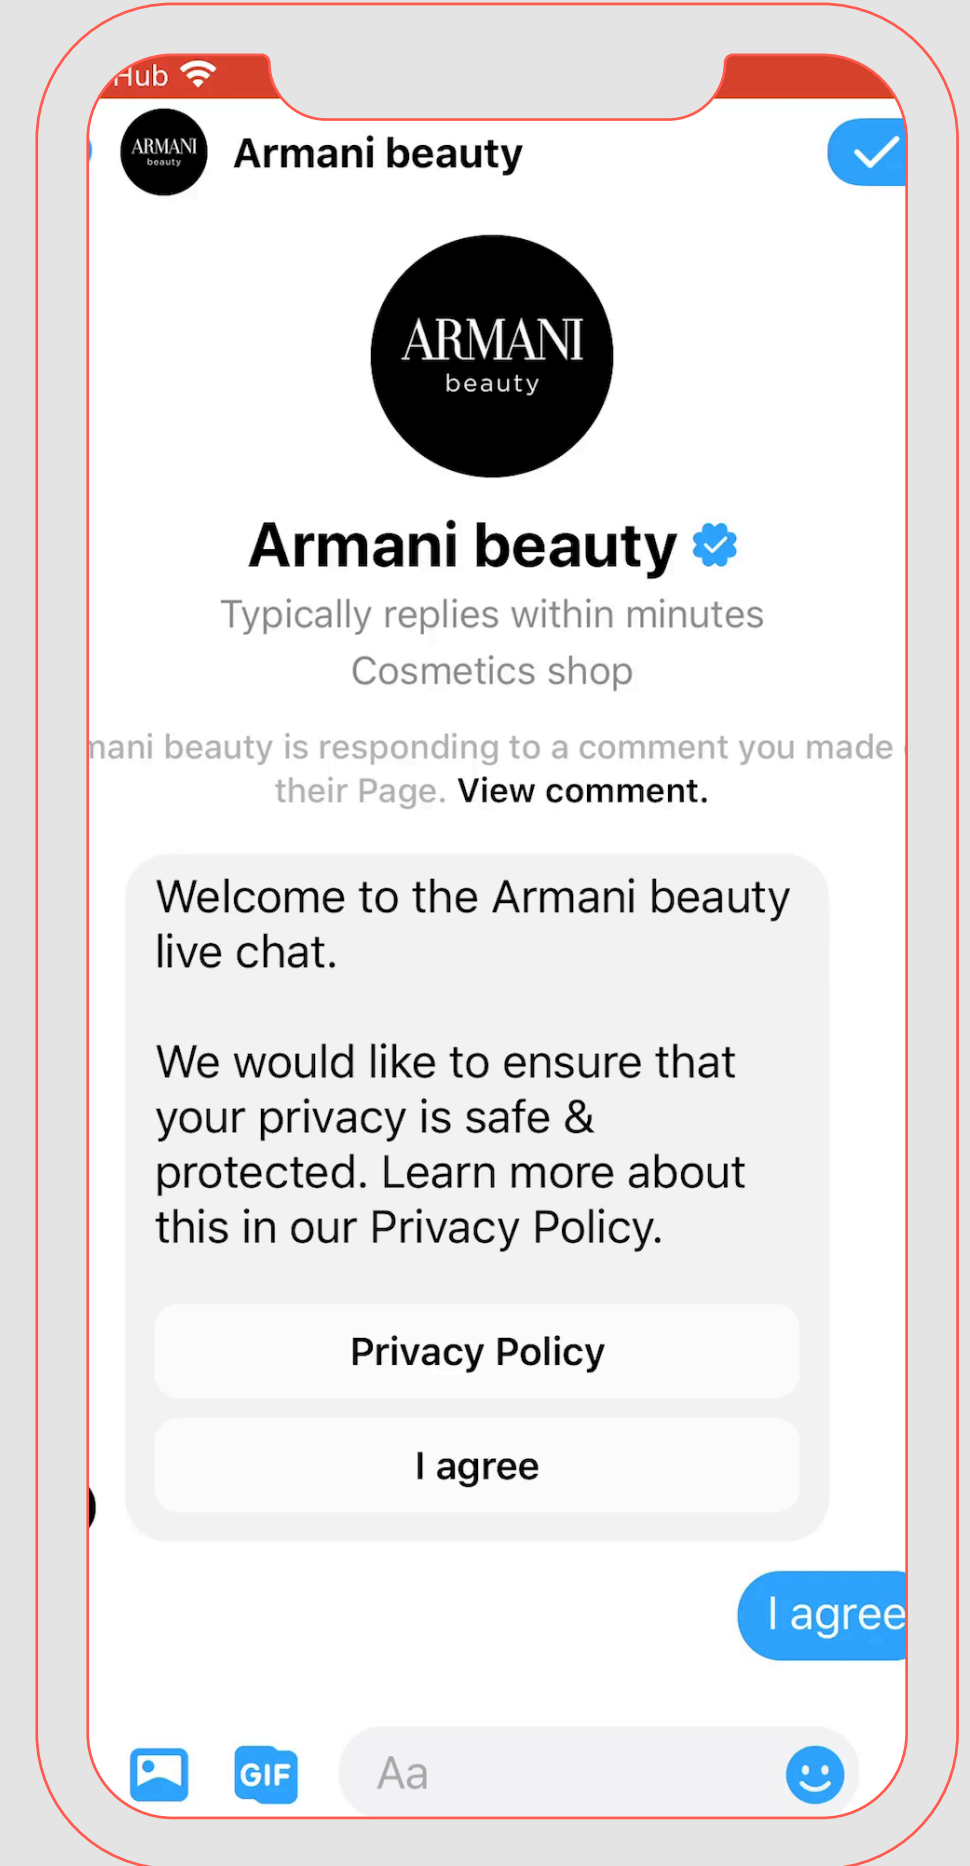 Hub
ARMANI
beauty
Armani beauty
ARMANI
beauty
Armani beauty
Typically replies within minutes
Cosmetics shop
mani beauty is responding to a comment you made
their Page. View comment.
Welcome to the Armani beauty
live chat.
We would like to ensure that
your privacy is safe &
protected. Learn more about
this in our Privacy Policy.
Privacy Policy
I agree
I agree
GIF
Aa